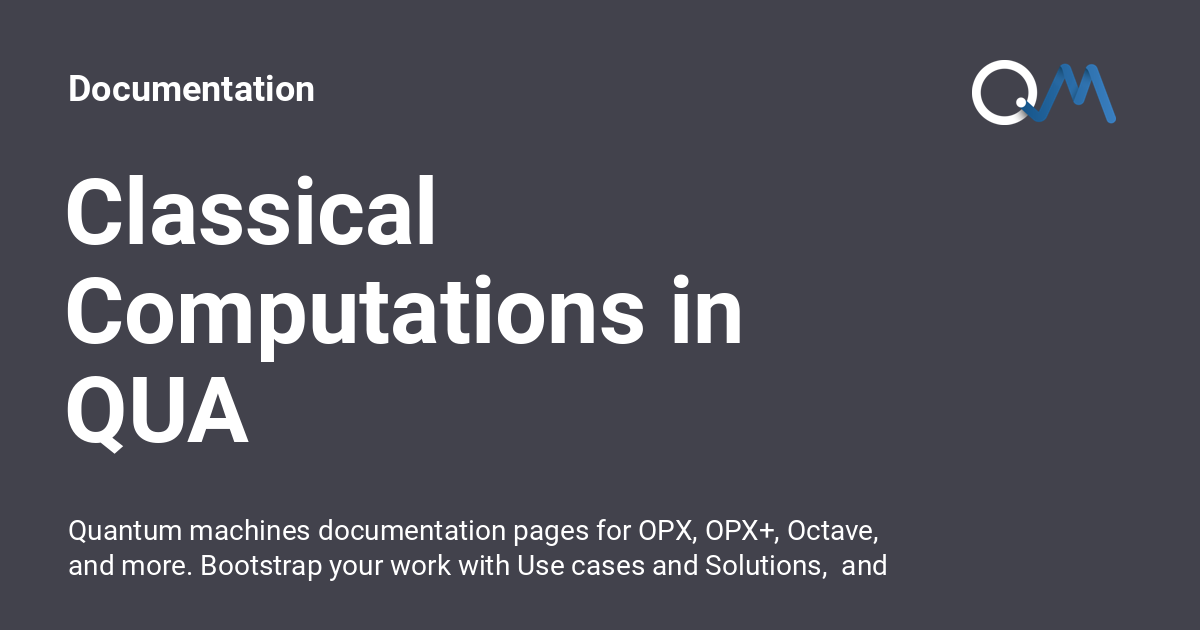 Documentation
QM
Classical
Computations in
QUA
Quantum machines documentation pages for OPX, OPX+, Octave,
and more. Bootstrap your work with Use cases and Solutions,  and